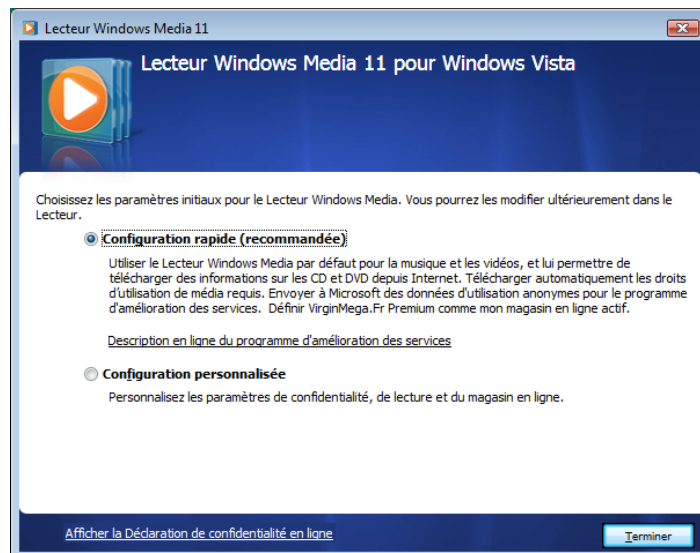 Lecteur Windows Media 11
Lecteur Windows Media 11 pour Windows Vista
Choisissez les paramètres initiaux pour le Lecteur Windows Media. Vous pourrez les modifier ultérieurement dans le
Lecteur.
Configuration rapide (recommandée)
Utiliser le Lecteur Windows Media par défaut pour la musique et les vidéos, et lui permettre de
télécharger des informations sur les CD et DVD depuis Internet. Télécharger automatiquement les droits
d'utilisation de média requis. Envoyer à Microsoft des données d'utilisation anonymes pour le programme
d'amélioration des services. Définir VirginMega.Fr Premium comme mon magasin en ligne actif.
Description en ligne du programme d'amélioration des services
Configuration personnalisée
Personnalisez les paramètres de confidentialité, de lecture et du magasin en ligne.
Afficher la Déclaration de confidentialité en ligne
Terminer